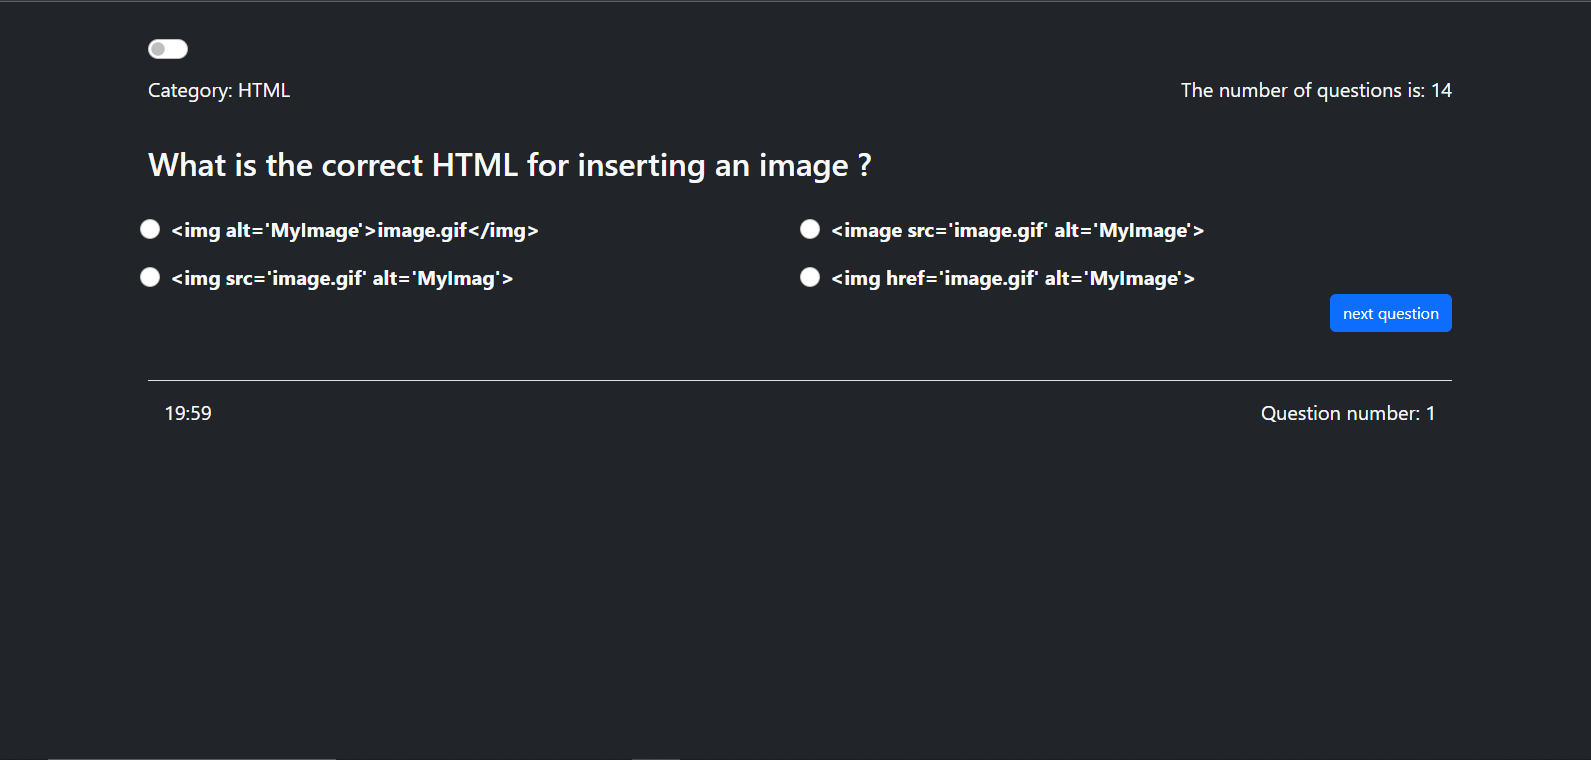 Category: HTML
The number of questions is: 14
What is the correct HTML for inserting an image ?
<img alt='MyImage'>image.gif</img>
<image src='image.gif' alt='MyImage'>
<img src='image.gif' alt='MyImag'>
<img href='image.gif' alt='MyImage'>
next question
19:59
Question number: 1